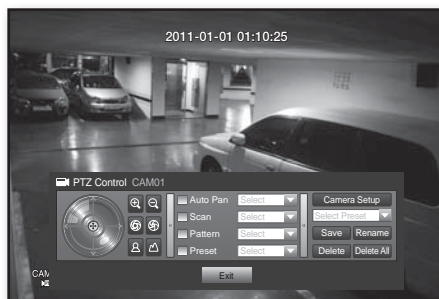 2011-01-01 01:10:25
PTZ Control CAM01
Auto Pan Select Camera Setup
Scan Select Select Preset
Pattern Select Save Rename
Preset Select Delete Delete All
Exit
CAM